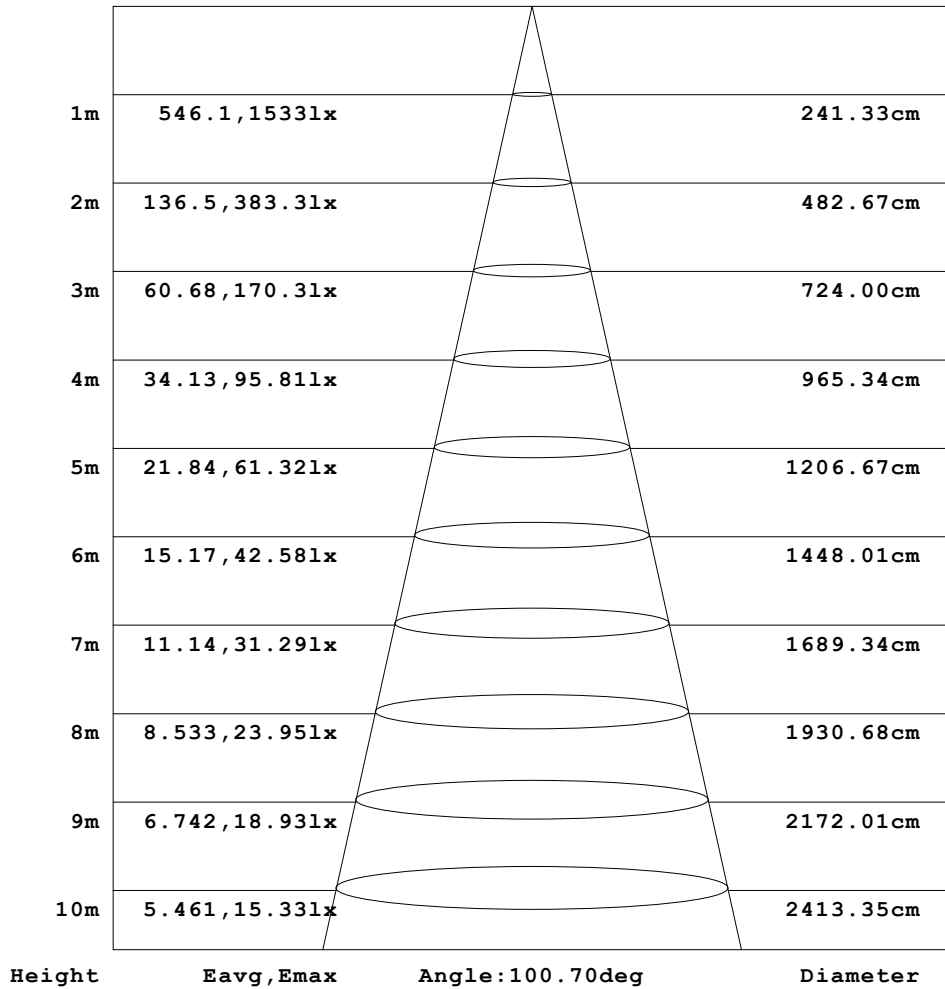 1m 546.1,1533lx 241.33cm
2m 136.5,383.3lx 482.67cm
3m 60.68,170.3lx 724.00cm
4m 34.13,95.81lx 965.34cm
5m 21.84,61.32lx 1206.67cm
6m 15.17,42.58lx 1448.01cm
7m 11.14,31.29lx 1689.34cm
8m 8.533,23.95lx 1930.68cm
9m 6.742,18.93lx 2172.01cm
10m 5.461,15.33lx 2413.35cm
Height Eavg,Emax Angle:100.70deg Diameter